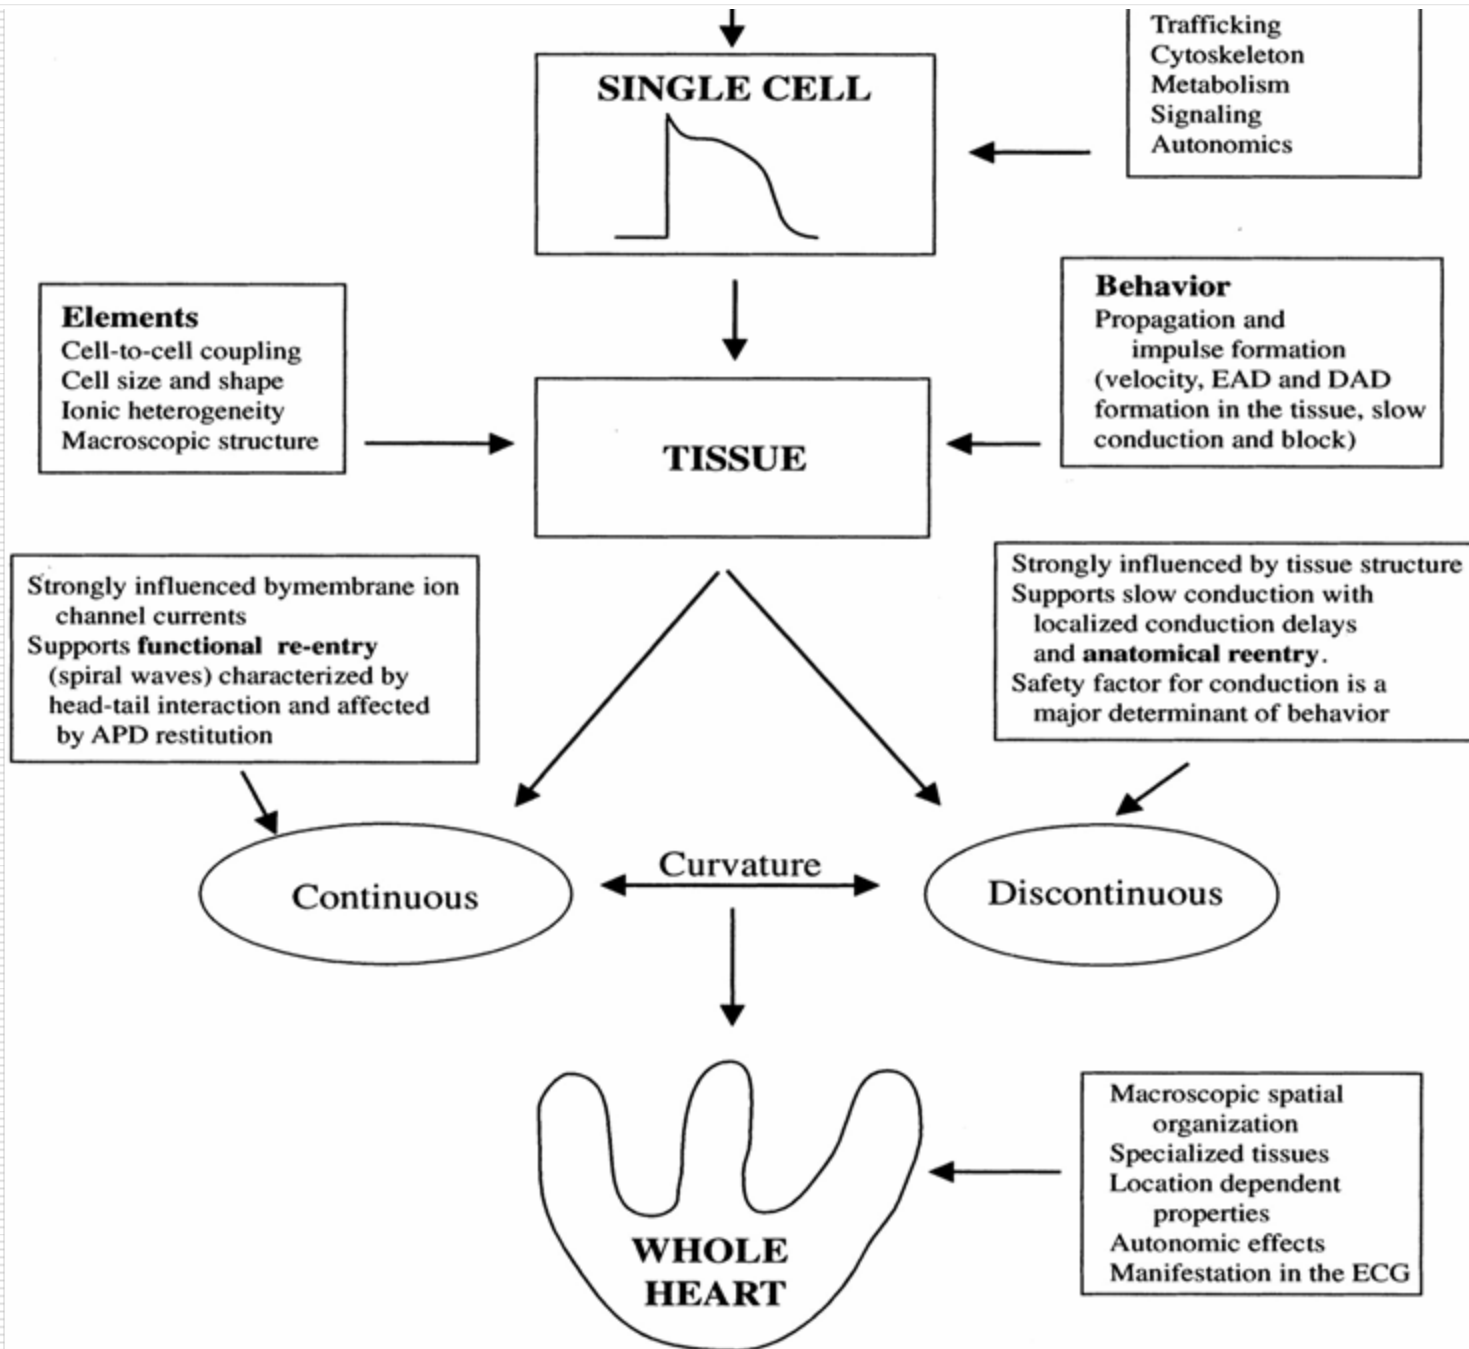 Trafficking
Cytoskeleton
Metabolism
Signaling
Autonomics
SINGLE CELL
Elements
Cell-to-cell coupling
Cell size and shape
Ionic heterogeneity
Macroscopic structure
TISSUE
Behavior
Propagation and
impulse formation
(velocity, EAD and DAD
formation in the tissue, slow
conduction and block)
Strongly influenced bymembrane ion
channel currents
Supports functional re-entry
(spiral waves) characterized by
head-tail interaction and affected
by APD restitution
Strongly influenced by tissue structure
Supports slow conduction with
localized conduction delays
and anatomical reentry.
Safety factor for conduction is a
major determinant of behavior
Continuous
Curvature
Discontinuous
WHOLE
HEART
Macroscopic spatial
organization
Specialized tissues
Location dependent
properties
Autonomic effects
Manifestation in the ECG